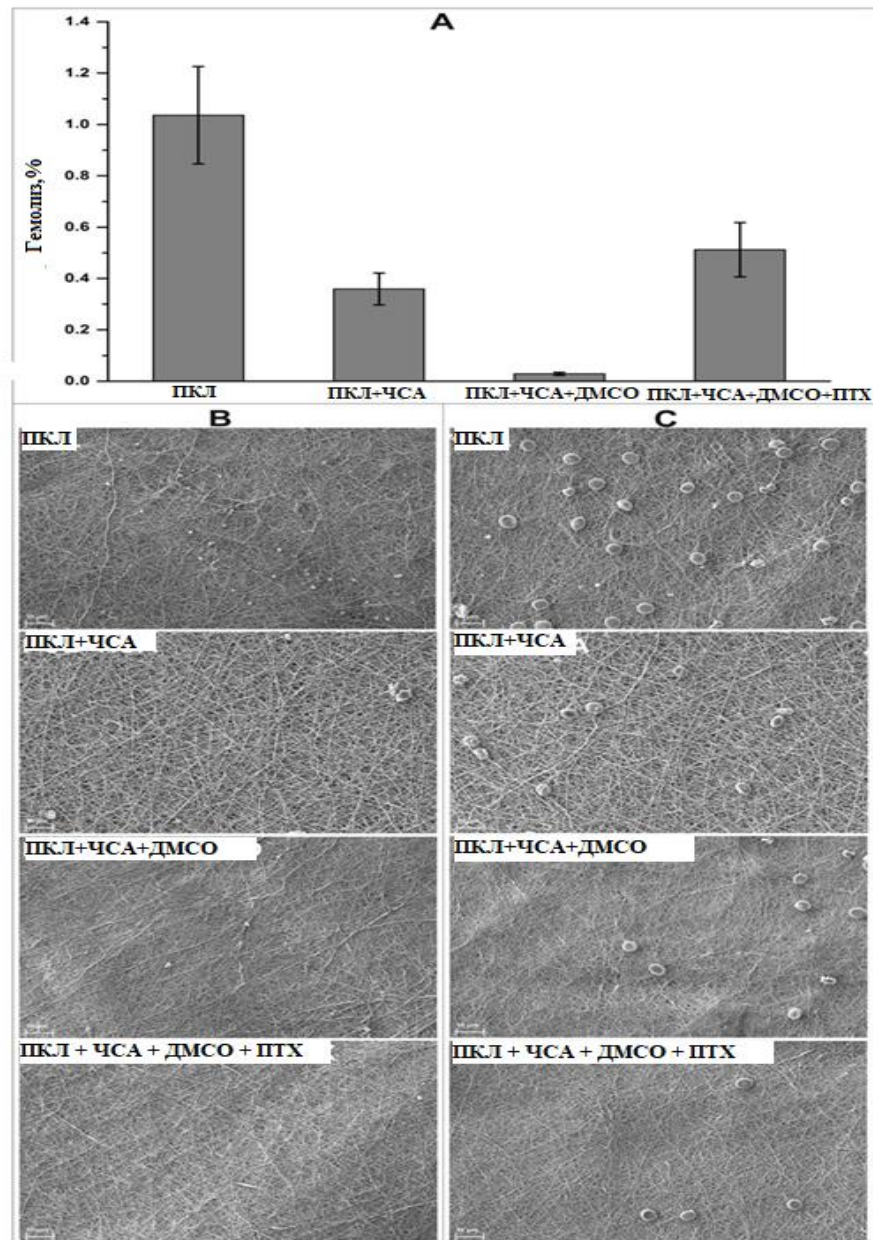 A
1.4
1.2
1.0
0.8
0.6
0.4
0.2
0.0
Гемолиз,%
ПКЛ
ПКЛ+ЧСА
ПКЛ+ЧСА+ДМСО
ПКЛ+ЧСА+ДМСО+ПТХ
B
C
ПКЛ
ПКЛ
ПКЛ+ЧСА
ПКЛ+ЧСА
ПКЛ+ЧСА+ДМСО
ПКЛ+ЧСА+ДМСО
ПКЛ + ЧСА + ДМСО + ПТХ
ПКЛ + ЧСА + ДМСО + ПТХ